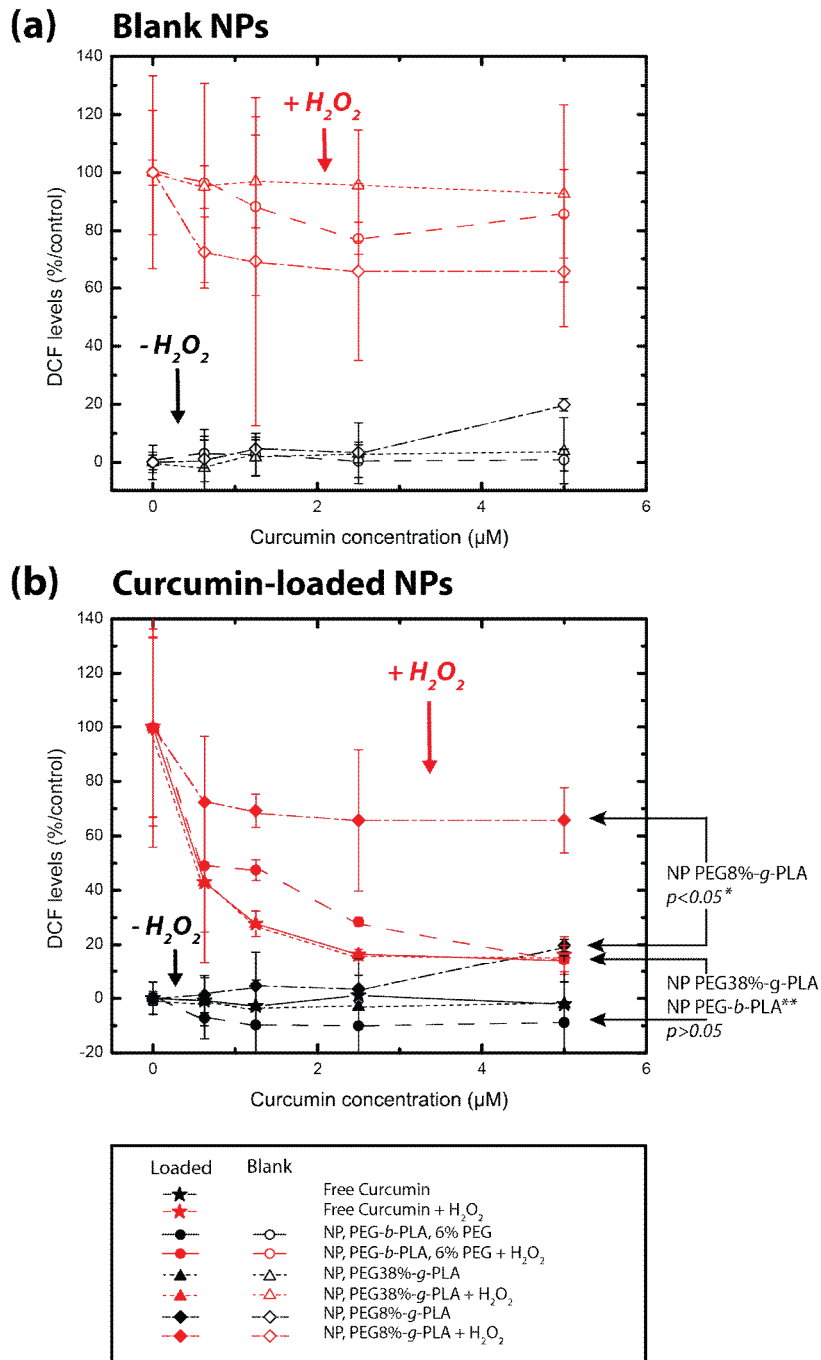 (a) Blank NPs
140
120
100
80
60
40
20
0
DCF levels (%/control)
+ H₂O₂
- H₂O₂
0 2 4 6
Curcumin concentration (µM)
(b) Curcumin-loaded NPs
140
120
100
80
60
40
20
0
-20
DCF levels (%/control)
+ H₂O₂
- H₂O₂
NP PEG8%-g-PLA
p<0.05*
NP PEG38%-g-PLA
NP PEG-b-PLA**
p>0.05
0 2 4 6
Curcumin concentration (µM)
Loaded Blank
Free Curcumin
Free Curcumin + H₂O₂
NP, PEG-b-PLA, 6% PEG
NP, PEG-b-PLA, 6% PEG + H₂O₂
NP, PEG38%-g-PLA
NP, PEG38%-g-PLA + H₂O₂
NP, PEG8%-g-PLA
NP, PEG8%-g-PLA + H₂O₂